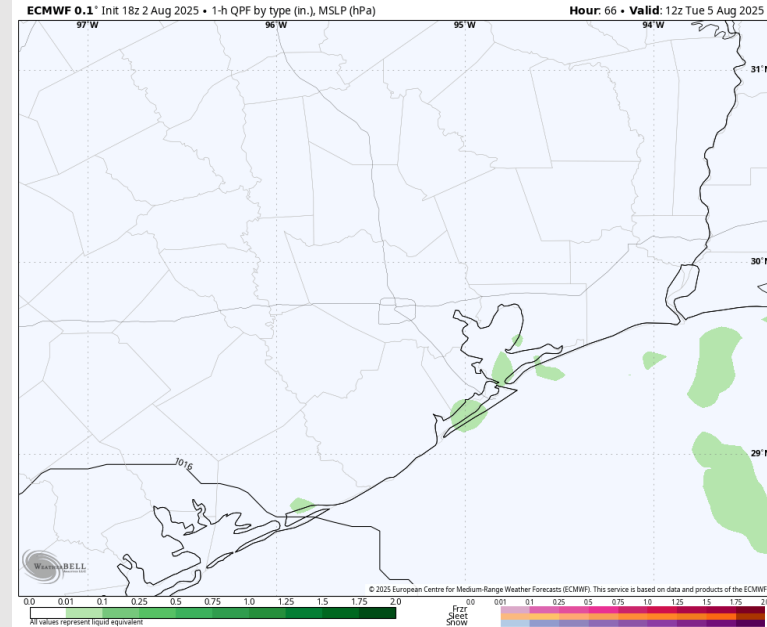 ECMWF 0.1° Init 18z 2 Aug 2025 • 1-h QPF by type (in.), MSLP (hPa)
Hour: 66 • Valid: 12z Tue 5 Aug 2025
97°W 96°W 95°W 94°W
31°N
30°N
29°N
1016
WEATHERBELL
© 2025 European Centre for Medium-Range Weather Forecasts (ECMWF). This service is based on data and products of the ECMWF
0.0 0.01 0.1 0.25 0.5 0.75 1.0 1.25 1.5 1.75 2.0
All values represent liquid equivalent
0.0 0.01 0.1 0.25 0.5 0.75 1.0 1.25 1.5 1.75
Frzr
Sleet
Snow